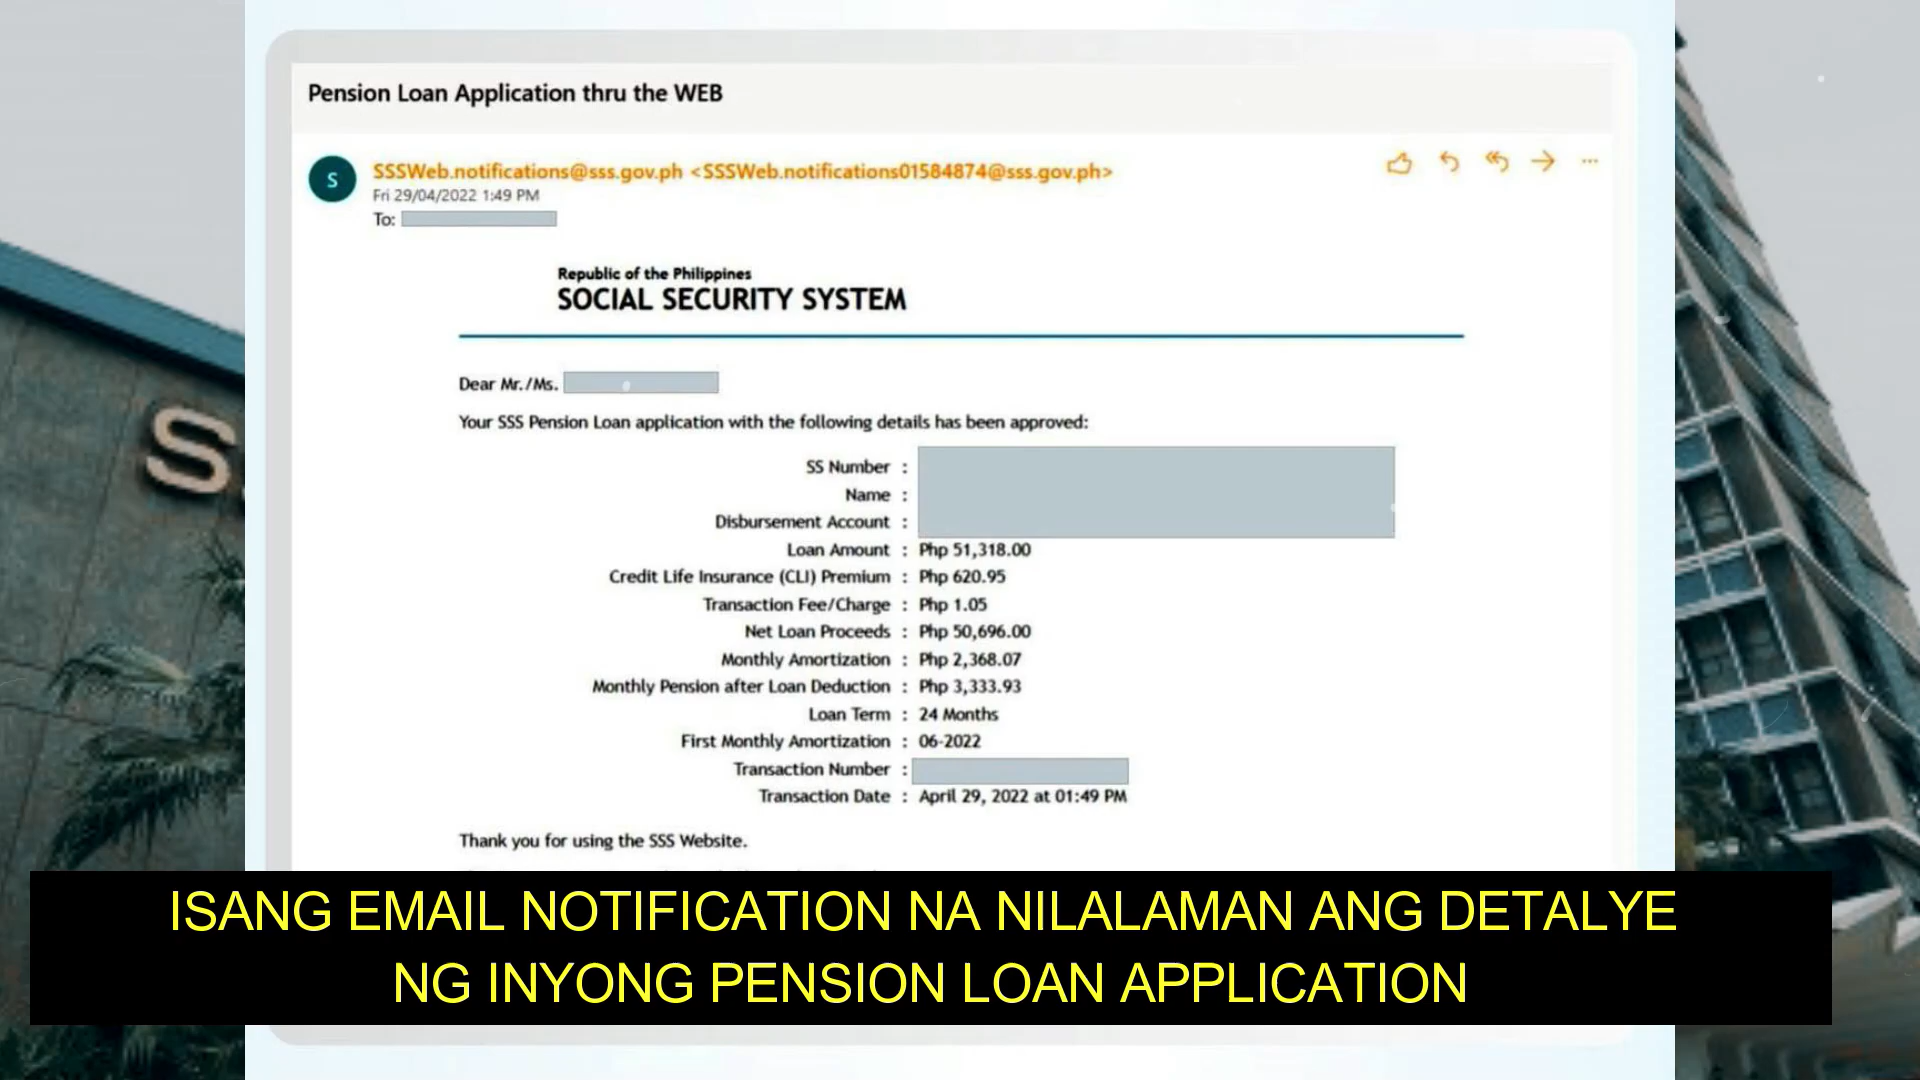 Pension Loan Application thru the WEB
S
SSSWeb.notifications@sss.gov.ph <SSSWeb.notifications01584874@sss.gov.ph>
Fri 29/04/2022 1:49 PM
To:
Republic of the Philippines
SOCIAL SECURITY SYSTEM
Dear Mr./Ms.
Your SSS Pension Loan application with the following details has been approved:
SS Number :
Name :
Disbursement Account :
Loan Amount : Php 51,318.00
Credit Life Insurance (CLI) Premium : Php 620.95
Transaction Fee/Charge : Php 1.05
Net Loan Proceeds : Php 50,696.00
Monthly Amortization : Php 2,368.07
Monthly Pension after Loan Deduction : Php 3,333.93
Loan Term : 24 Months
First Monthly Amortization : 06-2022
Transaction Number :
Transaction Date : April 29, 2022 at 01:49 PM
Thank you for using the SSS Website.
S
ISANG EMAIL NOTIFICATION NA NILALAMAN ANG DETALYE
NG INYONG PENSION LOAN APPLICATION